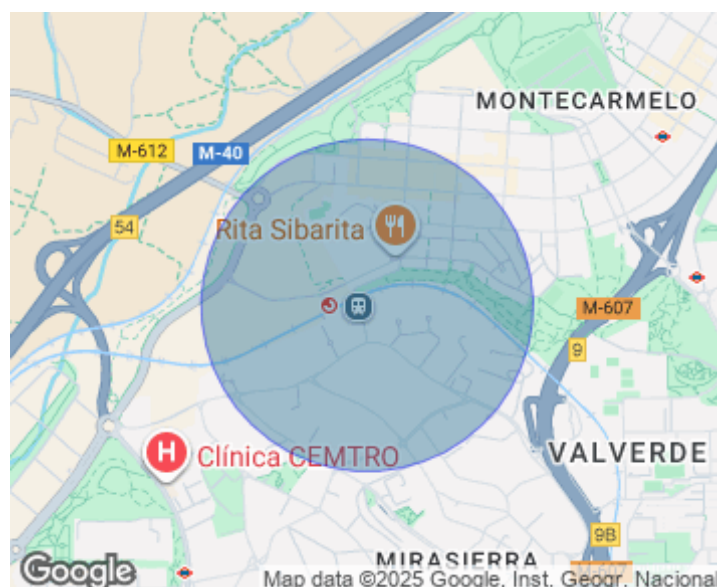 MONTECARMELO
M-612
M-40
54
Rita Sibarita
M-607
9
H
Clínica CEMTRO
VALVERDE
9B
MIRASIERRA
M-607
Google
Map data ©2025 Google, Inst. Geogr. Nacional